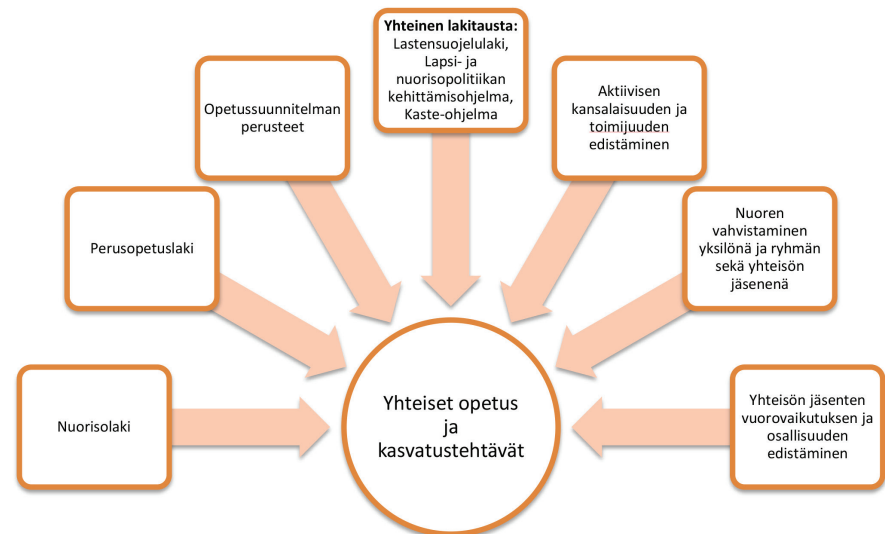 Yhteinen lakitausta:
Lastensuojelulaki,
Lapsi- ja
nuorisopolitiikan
kehittämisohjelma,
Kaste-ohjelma
Opetussuunnitelman
perusteet
Aktiivisen
kansalaisuuden ja
toimijuuden
edistäminen
Perusopetuslaki
Nuoren
vahvistaminen
yksilönä ja ryhmän
sekä yhteisön
jäsenenä
Nuorisolaki
Yhteiset opetus
ja
kasvatustehtävät
Yhteisön jäsenten
vuorovaikutuksen ja
osallisuuden
edistäminen